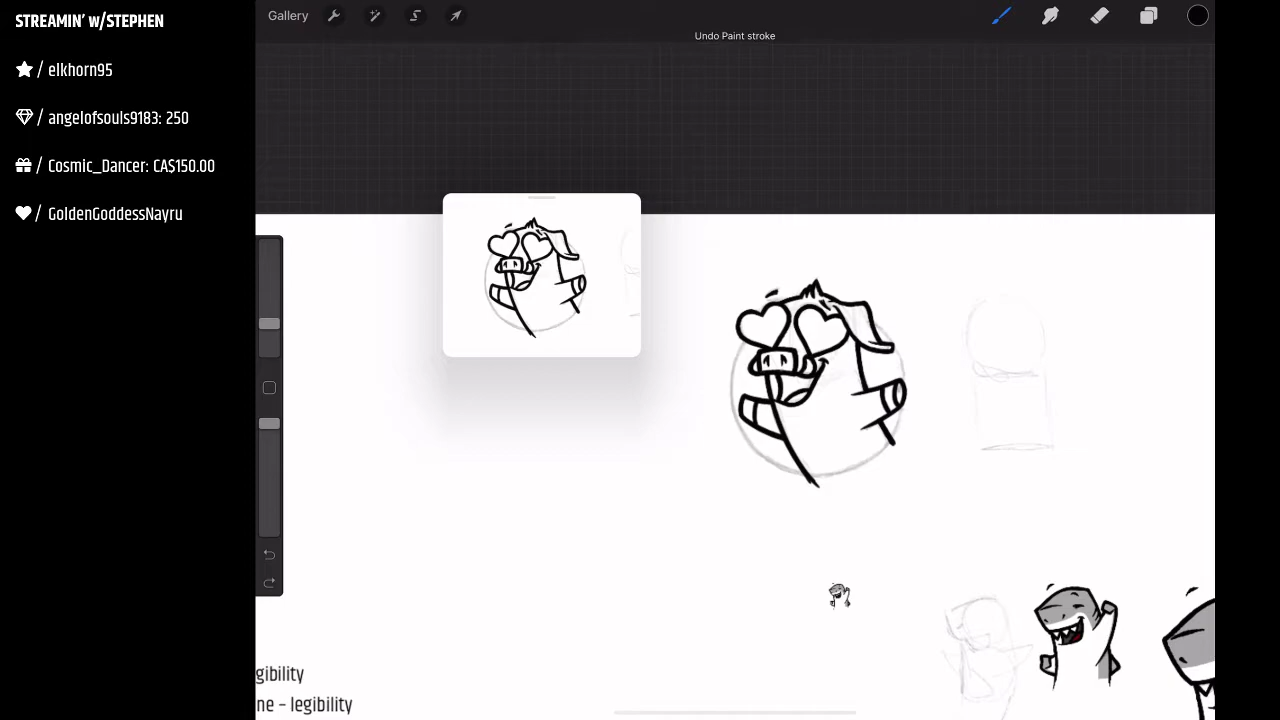 STREAMIN' w/STEPHEN
/ elkhorn95
/ angelofsouls9183: 250
/ Cosmic_Dancer: CA$150.00
/ GoldenGoddessNayru
Gallery
Undo Paint stroke
gibility
ne – legibility